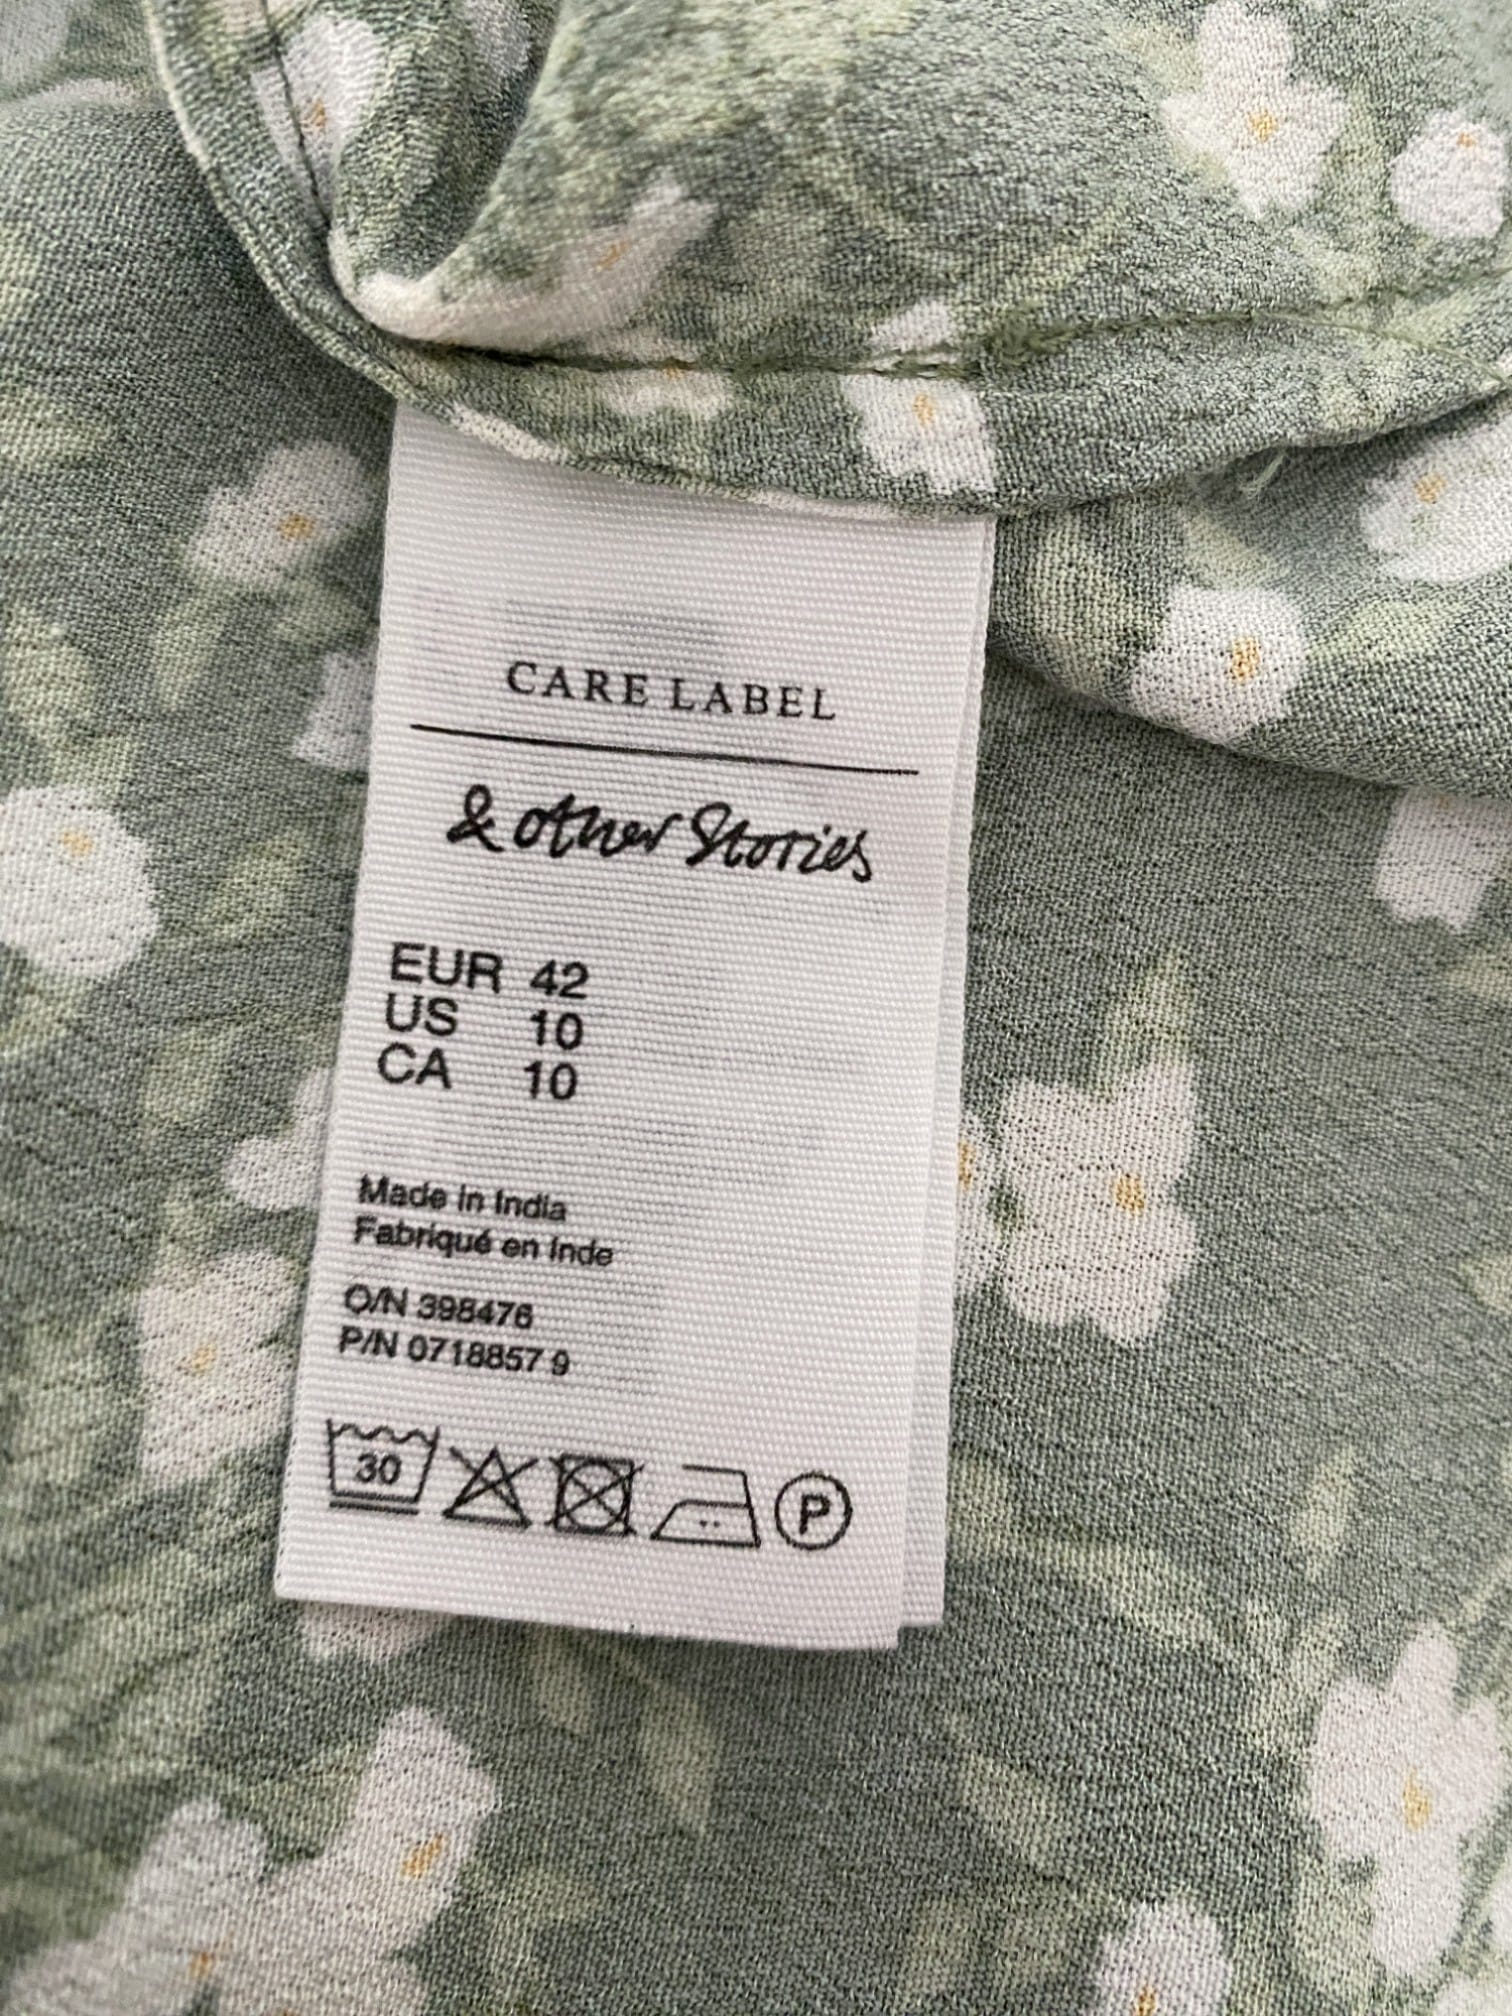 CARE LABEL
& other Stories
EUR 42
US 10
CA 10
Made in India
Fabriqué en Inde
O/N 398476
P/N 0718857 9
30
P